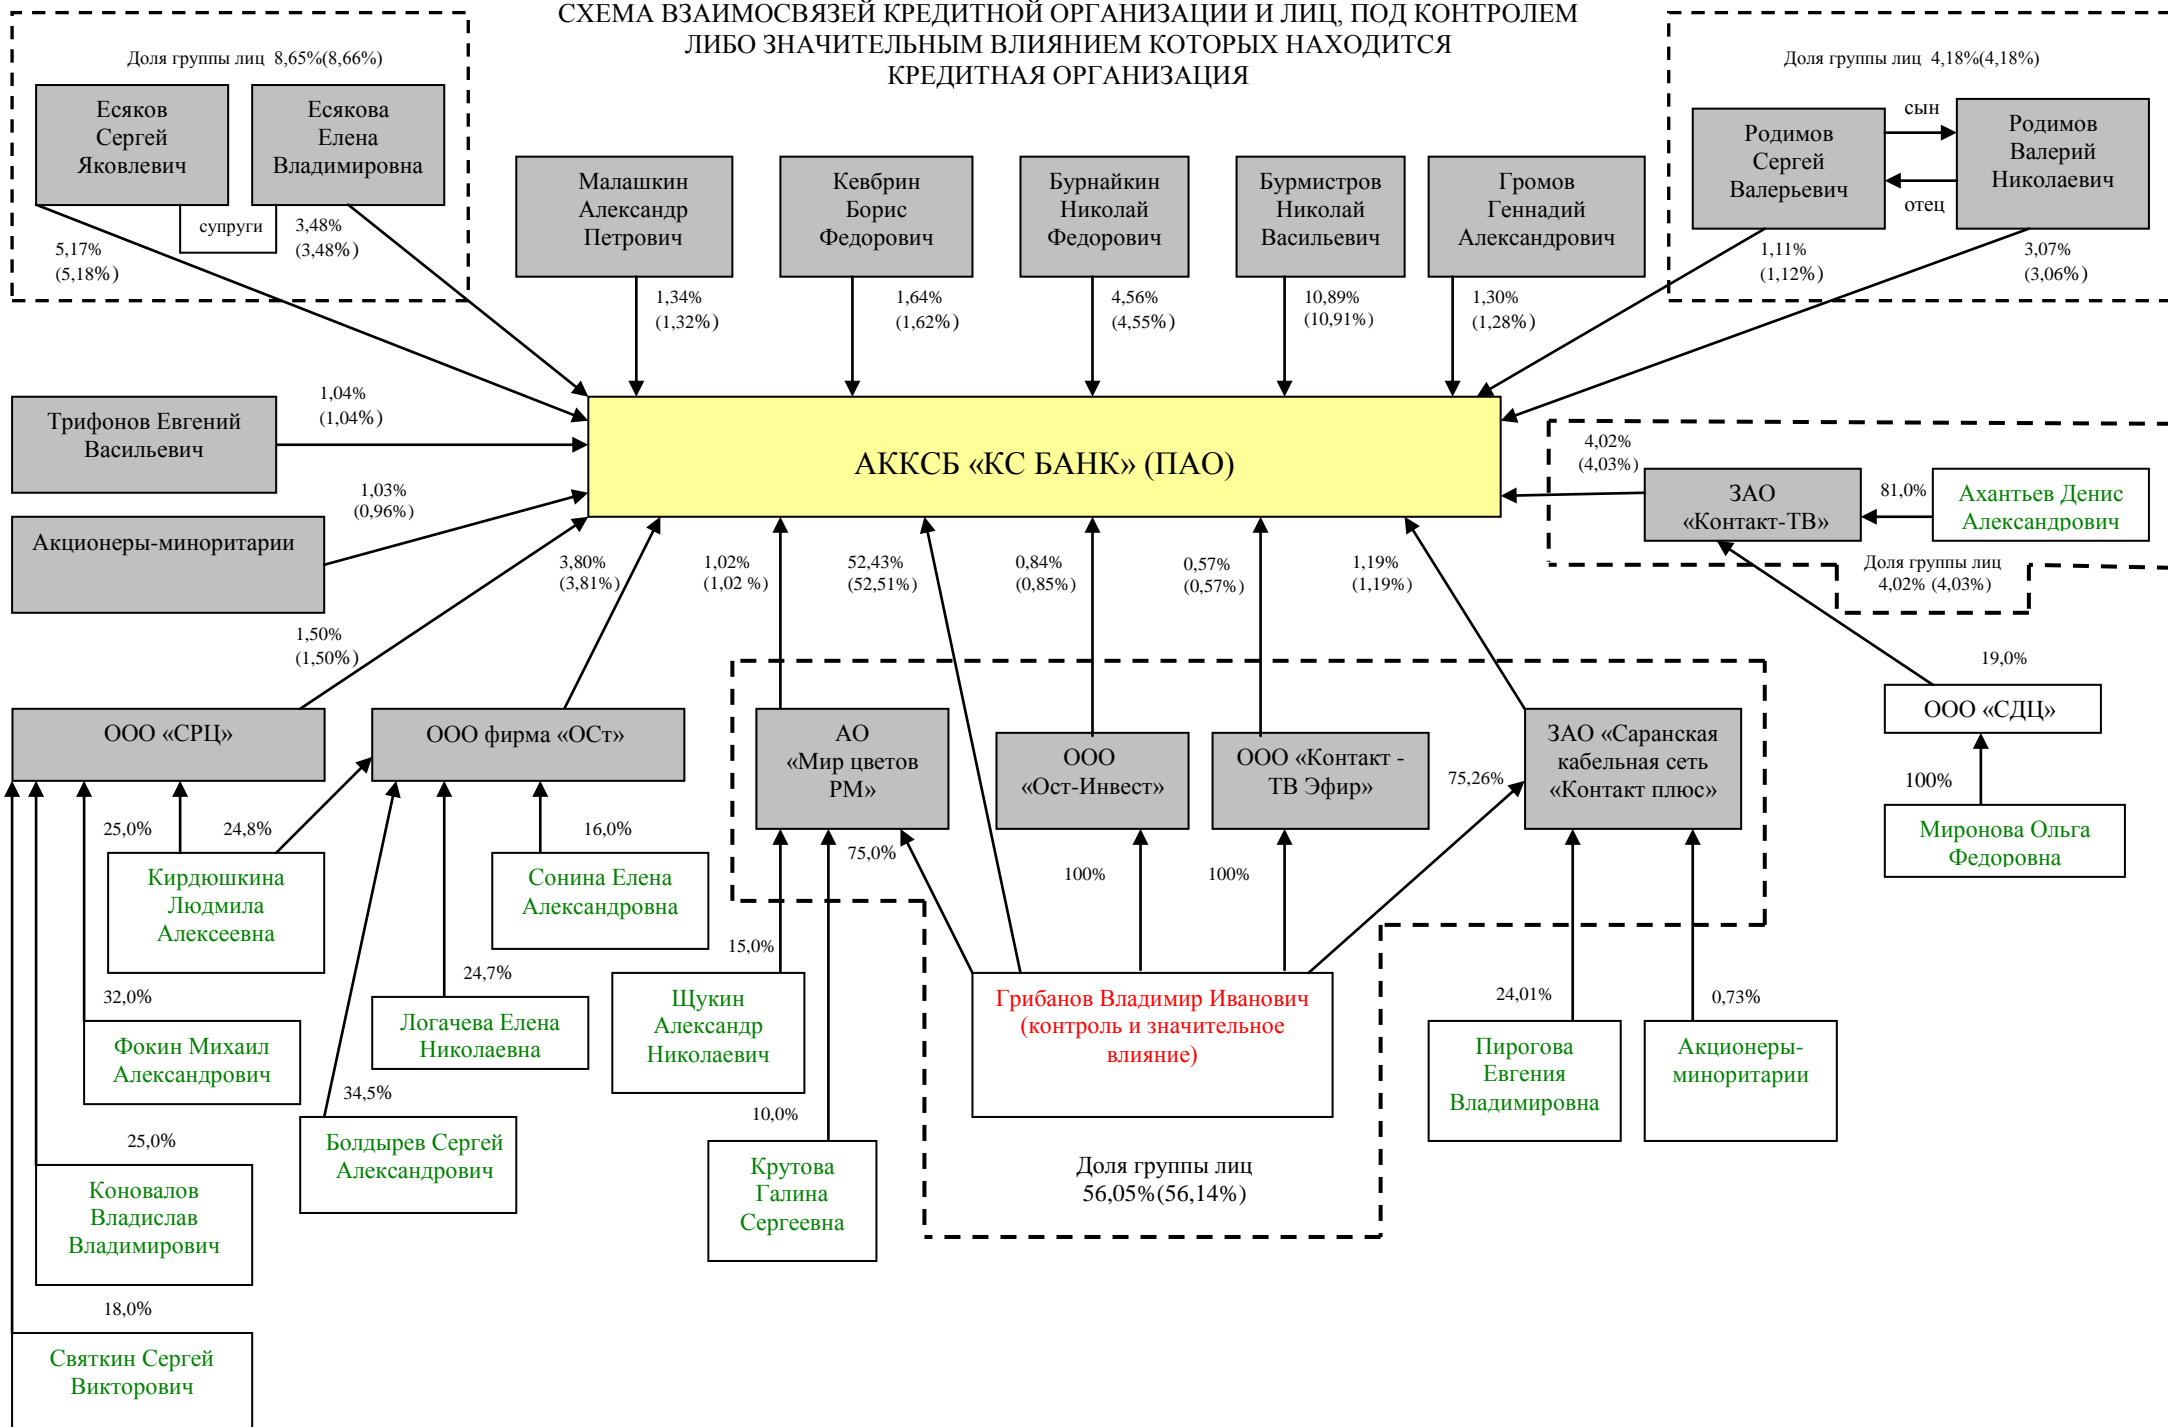 СХЕМА ВЗАИМОСВЯЗЕЙ КРЕДИТНОЙ ОРГАНИЗАЦИИ И ЛИЦ, ПОД КОНТРОЛЕМ
ЛИБО ЗНАЧИТЕЛЬНЫМ ВЛИЯНИЕМ КОТОРЫХ НАХОДИТСЯ
КРЕДИТНАЯ ОРГАНИЗАЦИЯ
Доля группы лиц 8,65%(8,66%)
Есяков
Сергей
Яковлевич
Есякова
Елена
Владимировна
супруги
5,17%
(5,18%)
3,48%
(3,48%)
Малашкин
Александр
Петрович
1,34%
(1,32%)
Кевбрин
Борис
Федорович
1,64%
(1,62%)
Бурнайкин
Николай
Федорович
4,56%
(4,55%)
Бурмистров
Николай
Васильевич
10,89%
(10,91%)
Громов
Геннадий
Александрович
1,30%
(1,28%)
Доля группы лиц 4,18%(4,18%)
Родимов
Сергей
Валерьевич
сын
отец
Родимов
Валерий
Николаевич
1,11%
(1,12%)
3,07%
(3,06%)
Трифонов Евгений
Васильевич
1,04%
(1,04%)
Акционеры-миноритарии
1,03%
(0,96%)
АККСБ «КС БАНК» (ПАО)
4,02%
(4,03%)
ЗАО
«Контакт-ТВ»
81,0%
Ахантьев Денис
Александрович
Доля группы лиц
4,02% (4,03%)
1,50%
(1,50%)
3,80%
(3,81%)
1,02%
(1,02 %)
52,43%
(52,51%)
0,84%
(0,85%)
0,57%
(0,57%)
1,19%
(1,19%)
19,0%
ООО «СДЦ»
100%
Миронова Ольга
Федоровна
ООО «СРЦ»
ООО фирма «ОСт»
АО
«Мир цветов
РМ»
ООО
«Ост-Инвест»
ООО «Контакт -
ТВ Эфир»
ЗАО «Саранская
кабельная сеть
«Контакт плюс»
75,26%
25,0%
24,8%
16,0%
75,0%
100%
100%
Кирдюшкина
Людмила
Алексеевна
Сонина Елена
Александровна
32,0%
24,7%
15,0%
24,01%
0,73%
Фокин Михаил
Александрович
Логачева Елена
Николаевна
Щукин
Александр
Николаевич
Грибанов Владимир Иванович
(контроль и значительное
влияние)
Пирогова
Евгения
Владимировна
Акционеры-
миноритарии
34,5%
Болдырев Сергей
Александрович
10,0%
Крутова
Галина
Сергеевна
Доля группы лиц
56,05%(56,14%)
25,0%
Коновалов
Владислав
Владимирович
18,0%
Святкин Сергей
Викторович